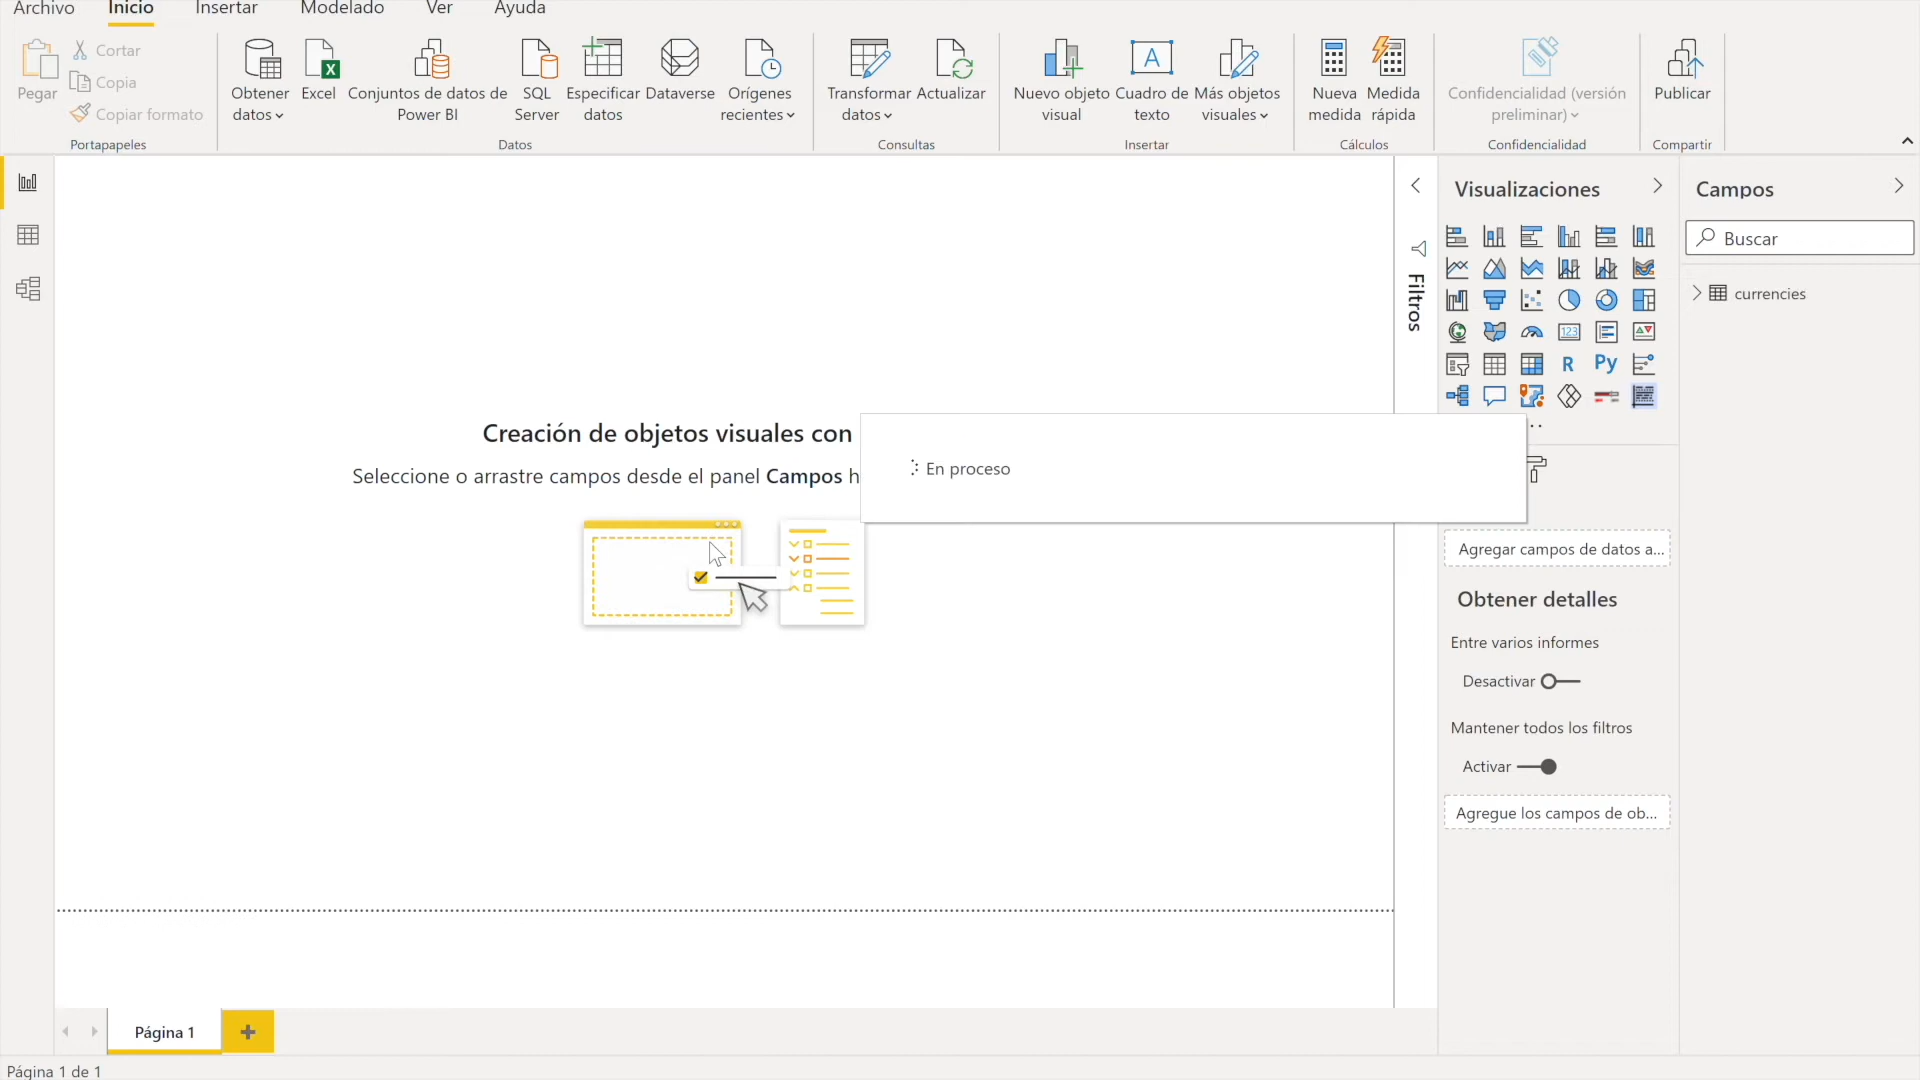 Archivo Inicio Insertar Modelado Ver Ayuda
Pegar
Cortar
Copia
Copiar formato
Portapapeles
Obtener
datos
Excel
Conjuntos de datos de
Power BI
SQL
Server
Especificar
datos
Dataverse
Orígenes
recientes
Datos
Transformar
datos
Actualizar
Consultas
Nuevo objeto
visual
Cuadro de
texto
Más objetos
visuales
Insertar
Nueva
medida
Medida
rápida
Cálculos
Confidencialidad (versión
preliminar)
Confidencialidad
Publicar
Compartir
Creación de objetos visuales con
Seleccione o arrastre campos desde el panel Campos h
En proceso
Filtros
Visualizaciones
123
R
Py
Agregar campos de datos a...
Obtener detalles
Entre varios informes
Desactivar
Mantener todos los filtros
Activar
Agregue los campos de ob...
Campos
Buscar
currencies
Página 1
Página 1 de 1